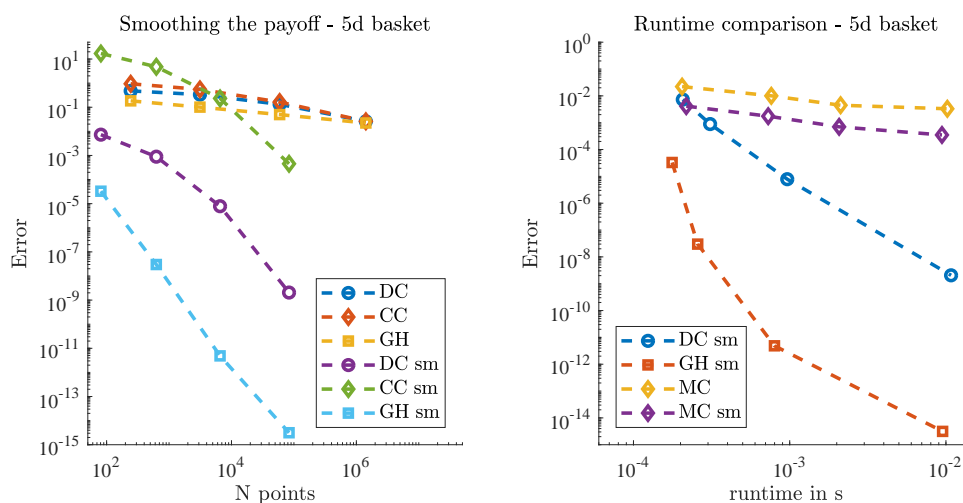 Smoothing the payoff - 5d basket
Error
10^1
10^-1
10^-3
10^-5
10^-7
10^-9
10^-11
10^-13
10^-15
DC
CC
GH
DC sm
CC sm
GH sm
10^2
10^4
10^6
N points
Runtime comparison - 5d basket
Error
10^0
10^-2
10^-4
10^-6
10^-8
10^-10
10^-12
10^-14
DC sm
GH sm
MC
MC sm
10^-4
10^-3
10^-2
runtime in s